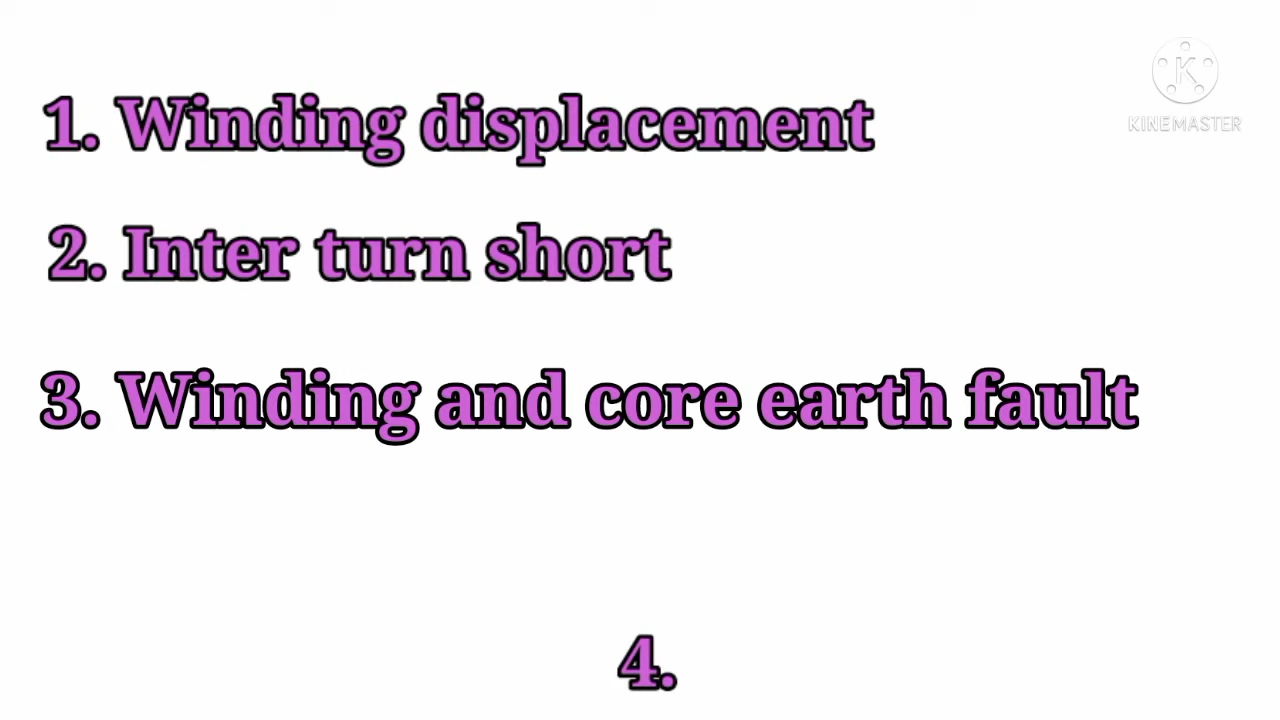 1. Winding displacement
KINEMASTER
2. Inter turn short
3. Winding and core earth fault
4.